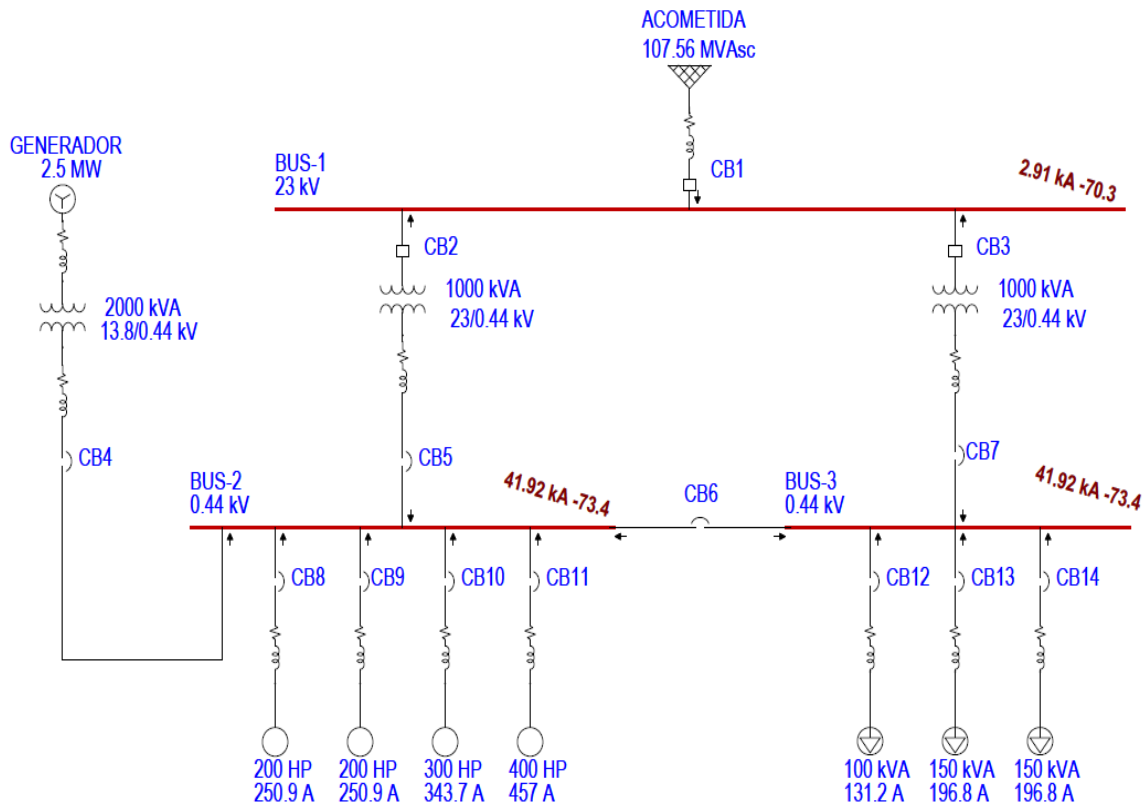 ACOMETIDA
107.56 MVAsc
GENERADOR
2.5 MW
BUS-1
23 kV
CB1
2.91 kA -70.3
CB2
CB3
2000 kVA
13.8/0.44 kV
1000 kVA
23/0.44 kV
1000 kVA
23/0.44 kV
CB4
CB5
CB7
BUS-2
0.44 kV
41.92 kA -73.4
CB6
BUS-3
0.44 kV
41.92 kA -73.4
CB8
CB9
CB10
CB11
CB12
CB13
CB14
200 HP
250.9 A
200 HP
250.9 A
300 HP
343.7 A
400 HP
457 A
100 kVA
131.2 A
150 kVA
196.8 A
150 kVA
196.8 A